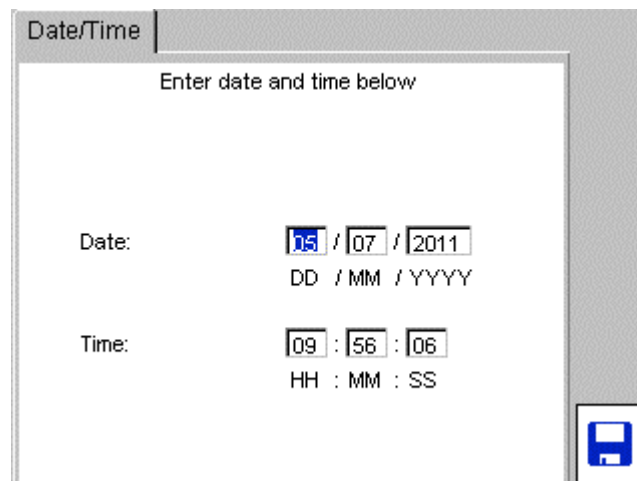 Date/Time
Enter date and time below
Date: 05 / 07 / 2011
DD / MM / YYYY
Time: 09 : 56 : 06
HH : MM : SS